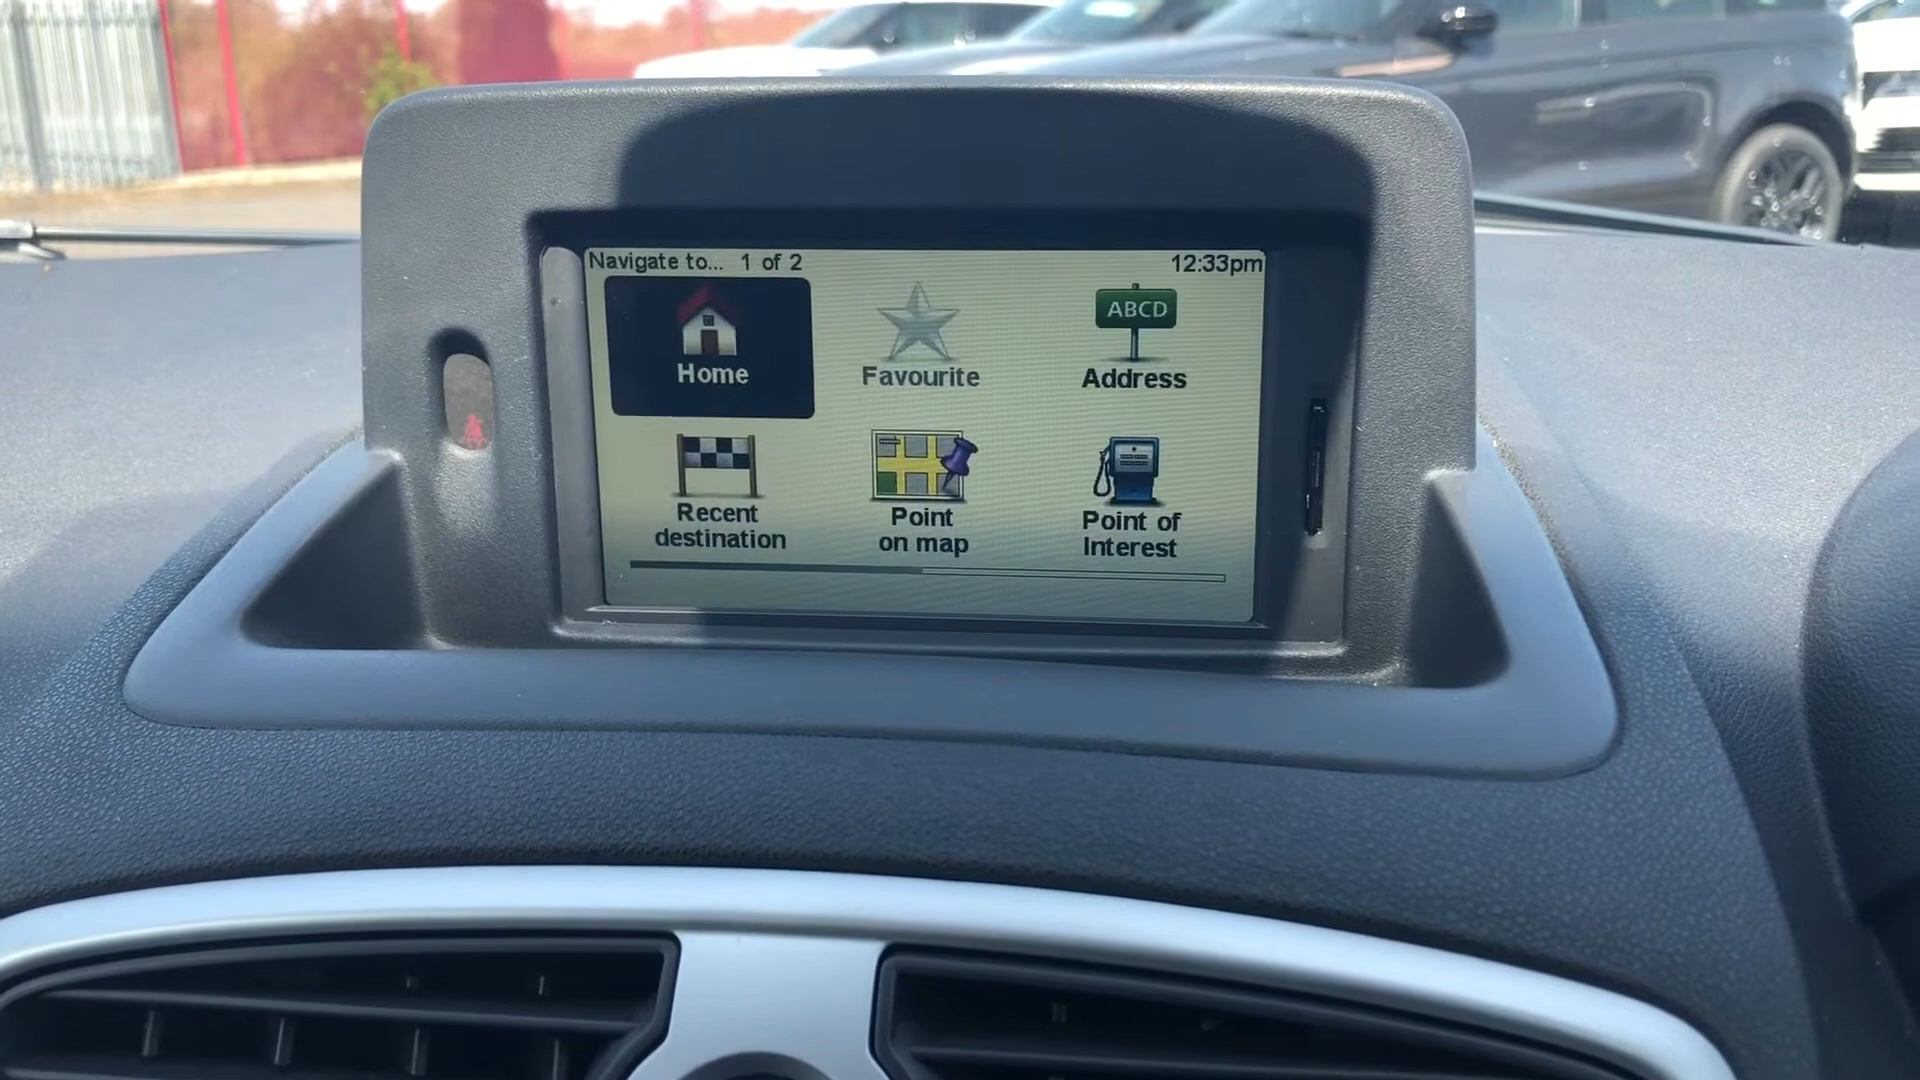 Navigate to... 1 of 2
12:33pm
Home
Favourite
ABCD
Address
Recent
destination
Point
on map
Point of
Interest